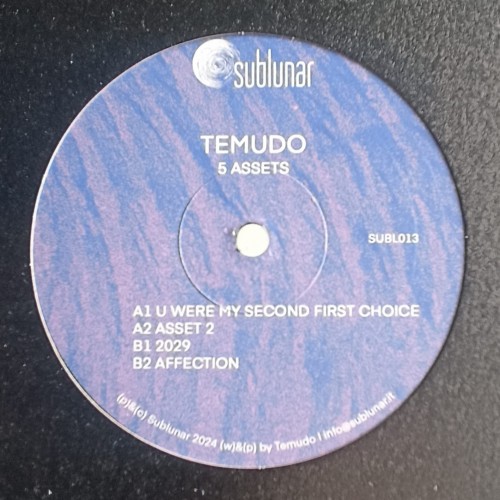 sublunar
TEMUDO
5 ASSETS
SUBL013
A1 U WERE MY SECOND FIRST CHOICE
A2 ASSET 2
B1 2029
B2 AFFECTION
(p)&(c) Sublunar 2024 (w)&(p) by Temudo | info@sublunar.it